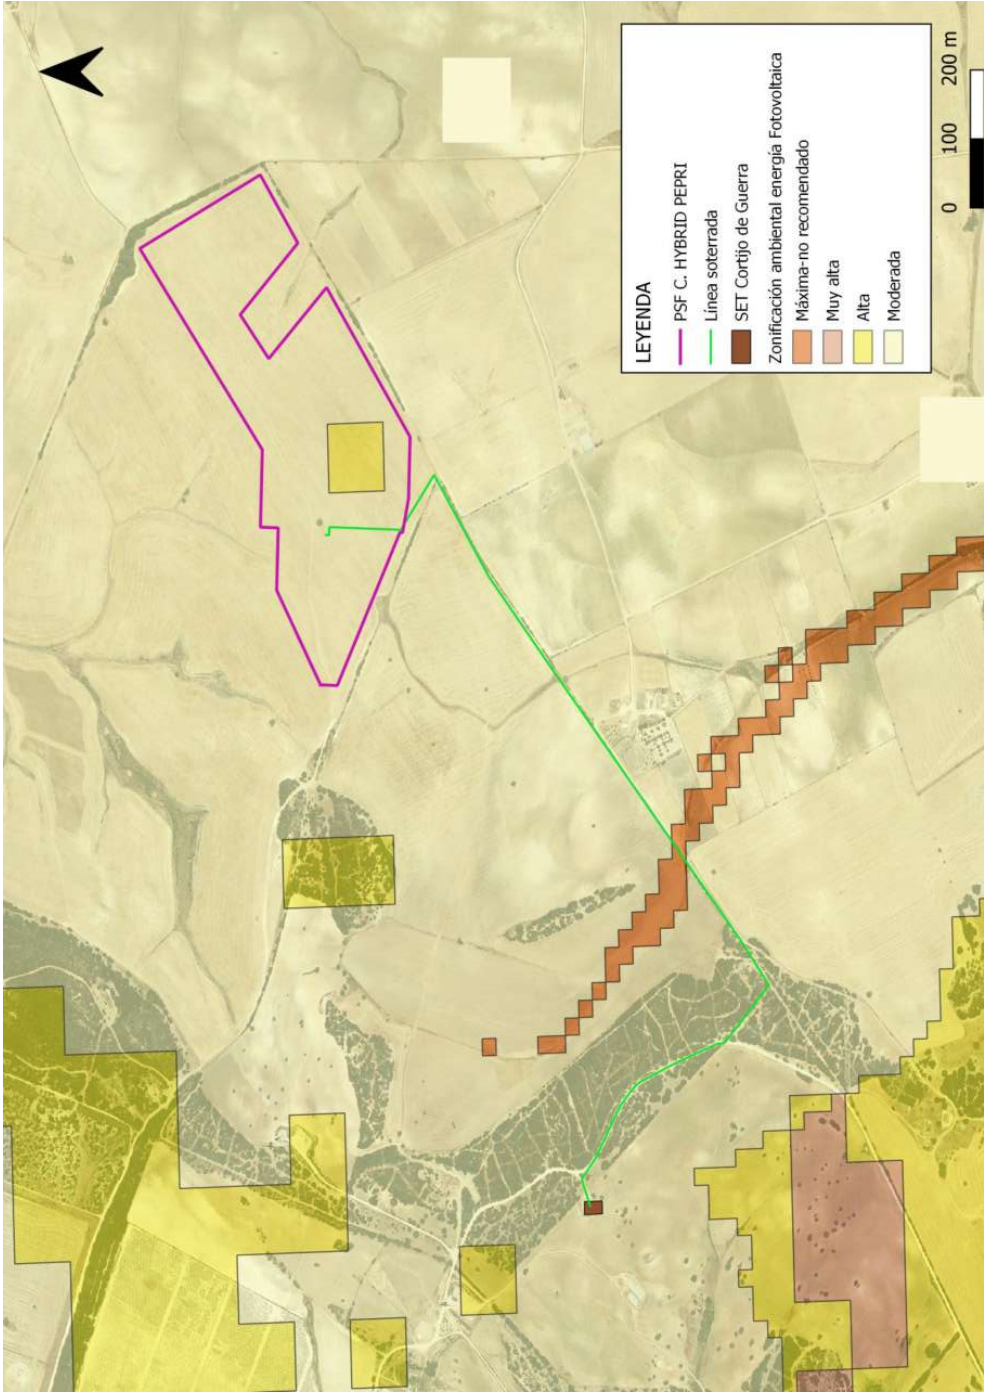 LEYENDA
PSF C. HYBRID PEPRI
Línea soterrada
SET Cortijo de Guerra
Zonificación ambiental energía Fotovoltaica
Máxima-no recomendado
Muy alta
Alta
Moderada
0 100 200 m